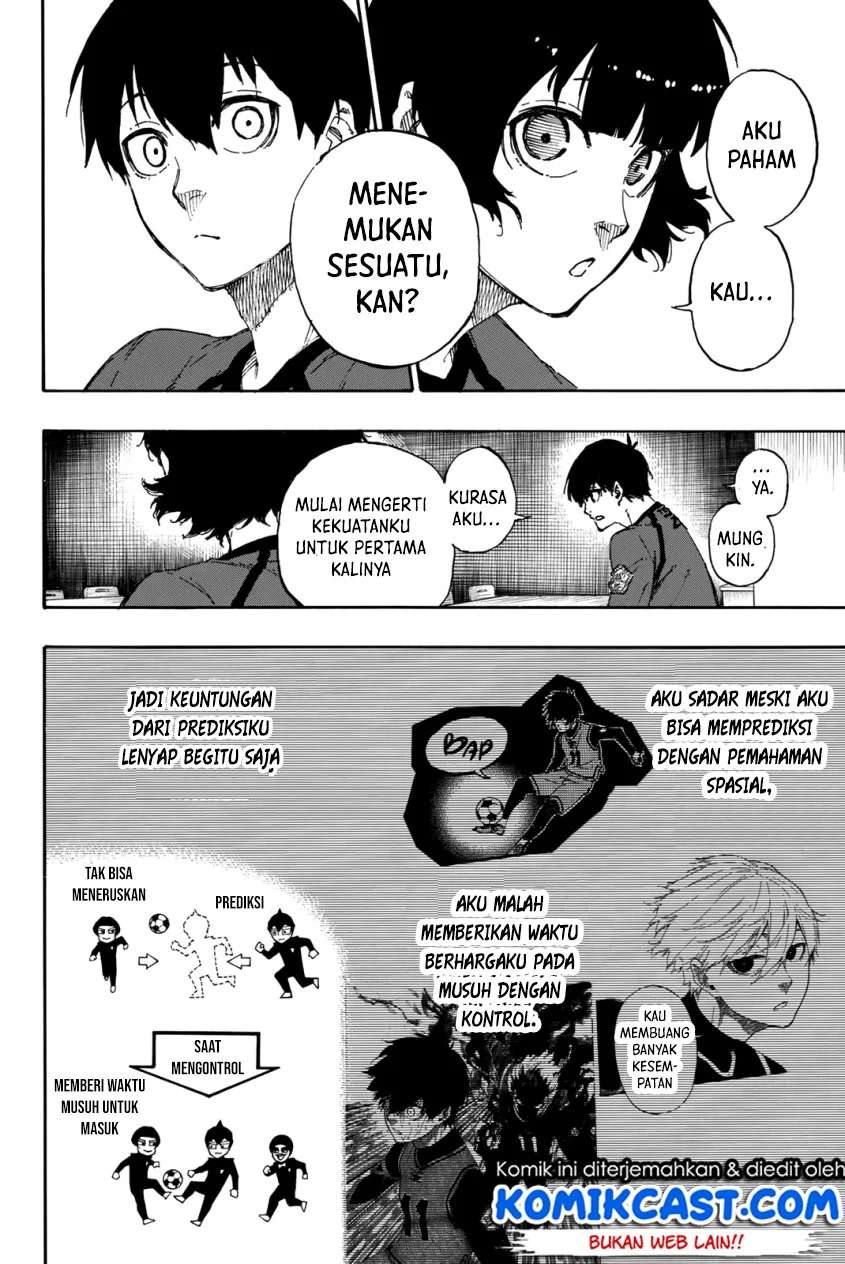 AKU
PAHAM
KAU...
MENE-
MUKAN
SESUATU,
KAN?
...
YA.
MUNG
KIN.
KURASA
AKU...
MULAI MENGERTI
KEKUATANKU
UNTUK PERTAMA
KALINYA
AKU SADAR MESKI AKU
BISA MEMPREDIKSI
DENGAN PEMAHAMAN
SPASIAL,
BAP
11
JADI KEUNTUNGAN
DARI PREDIKSIKU
LENYAP BEGITU SAJA
AKU MALAH
MEMBERIKAN WAKTU
BERHARGAKU PADA
MUSUH DENGAN
KONTROL.
KAU
MEMBUANG
BANYAK
KESEM-
PATAN
11
TAK BISA
MENERUSKAN
PREDIKSI
SAAT
MENGONTROL
MEMBERI WAKTU
MUSUH UNTUK
MASUK
Komik ini diterjemahkan & diedit oleh
KOMIKCAST.COM
BUKAN WEB LAIN!!